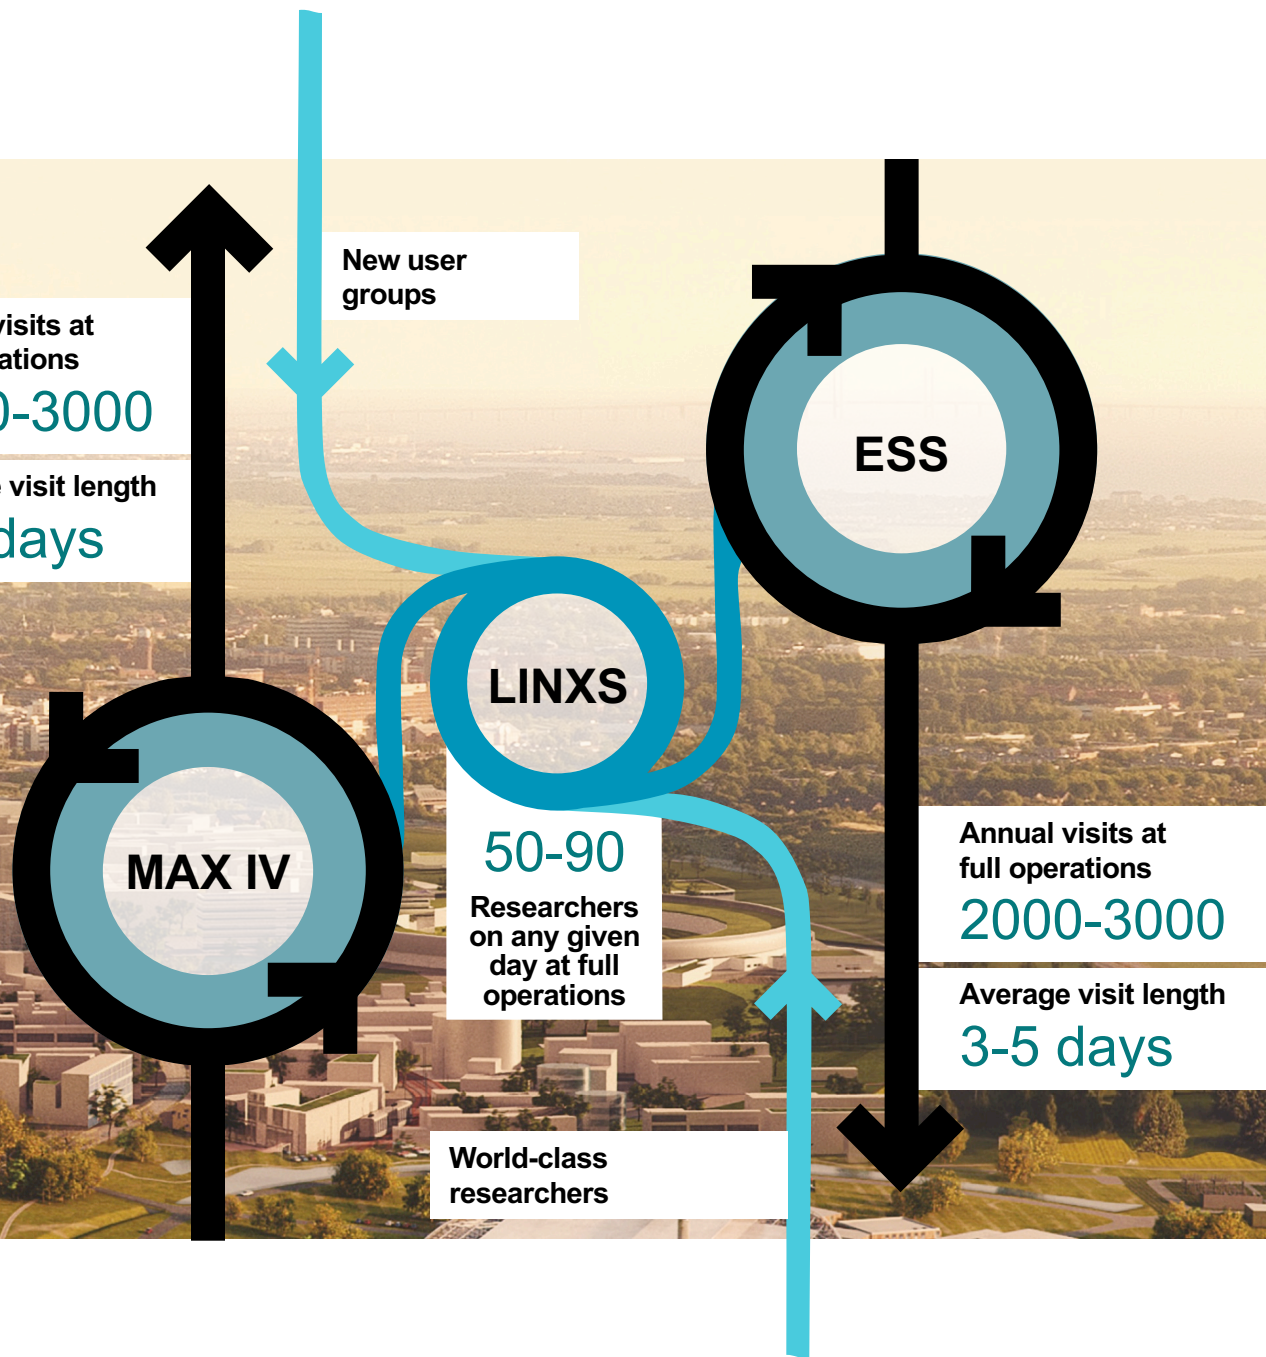 New user
groups
visits at
ations
0-3000
visit length
days
ESS
LINXS
MAX IV
50-90
Researchers
on any given
day at full
operations
Annual visits at
full operations
2000-3000
Average visit length
3-5 days
World-class
researchers